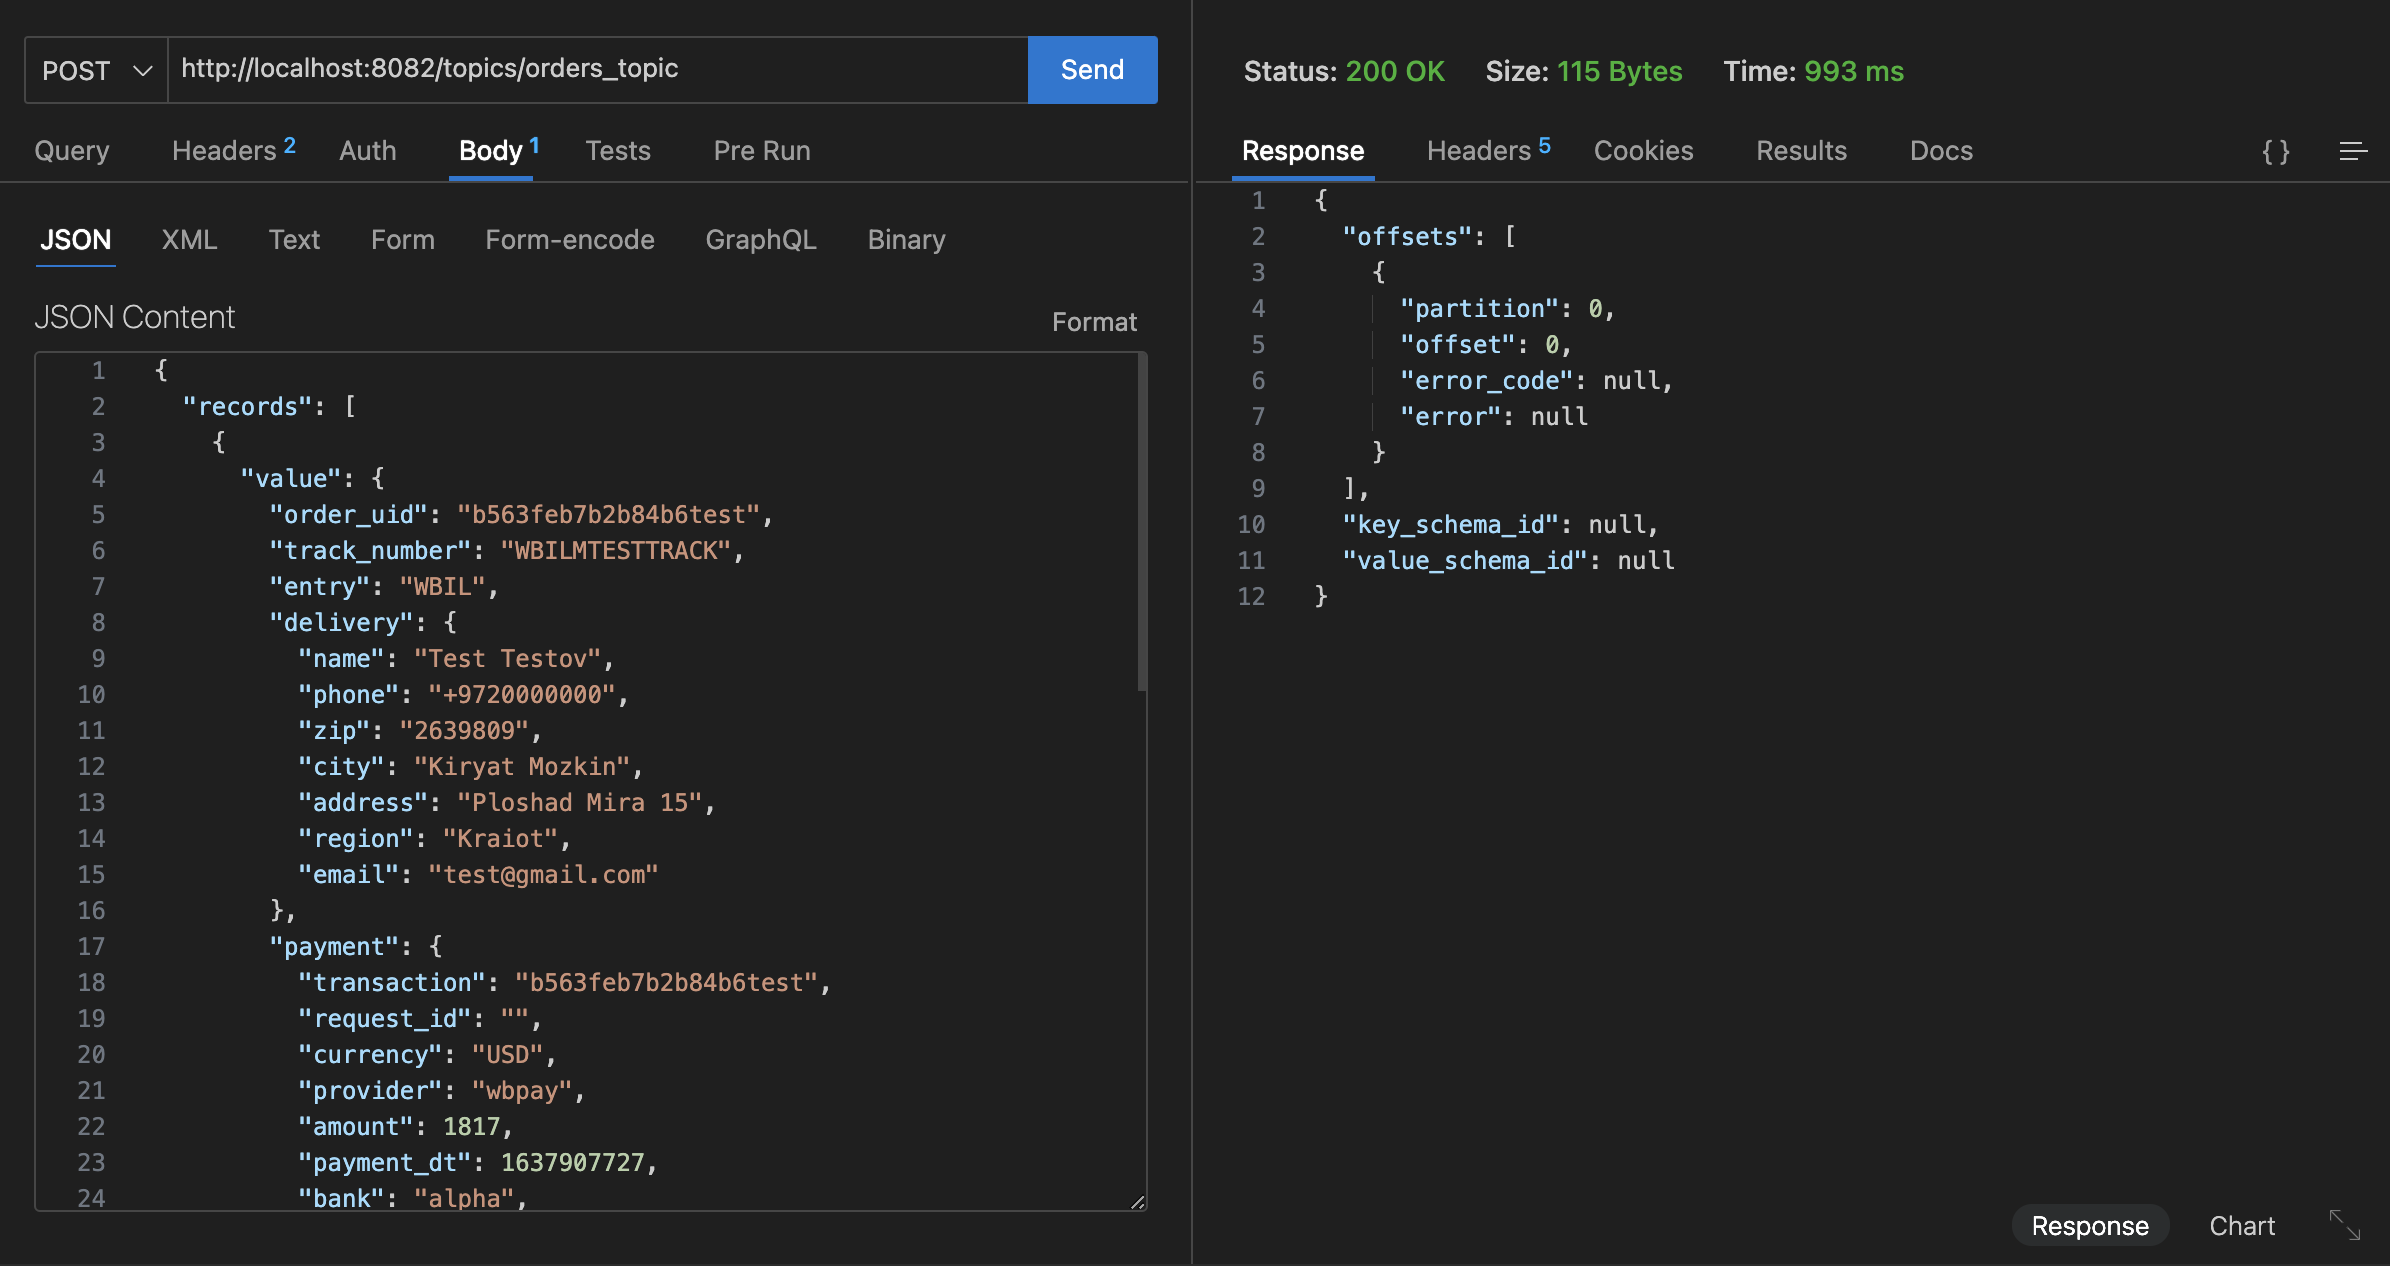 POST http://localhost:8082/topics/orders_topic Send
Query Headers 2 Auth Body 1 Tests Pre Run
JSON XML Text Form Form-encode GraphQL Binary
JSON Content Format
1 {
2 "records": [
3 {
4 "value": {
5 "order_uid": "b563feb7b2b84b6test",
6 "track_number": "WBILMTESTTRACK",
7 "entry": "WBIL",
8 "delivery": {
9 "name": "Test Testov",
10 "phone": "+9720000000",
11 "zip": "2639809",
12 "city": "Kiryat Mozkin",
13 "address": "Ploshad Mira 15",
14 "region": "Kraiot",
15 "email": "test@gmail.com"
16 },
17 "payment": {
18 "transaction": "b563feb7b2b84b6test",
19 "request_id": "",
20 "currency": "USD",
21 "provider": "wbpay",
22 "amount": 1817,
23 "payment_dt": 1637907727,
24 "bank": "alpha",
Status: 200 OK Size: 115 Bytes Time: 993 ms
Response Headers 5 Cookies Results Docs { }
1 {
2 "offsets": [
3 {
4 "partition": 0,
5 "offset": 0,
6 "error_code": null,
7 "error": null
8 }
9 ],
10 "key_schema_id": null,
11 "value_schema_id": null
12 }
Response Chart